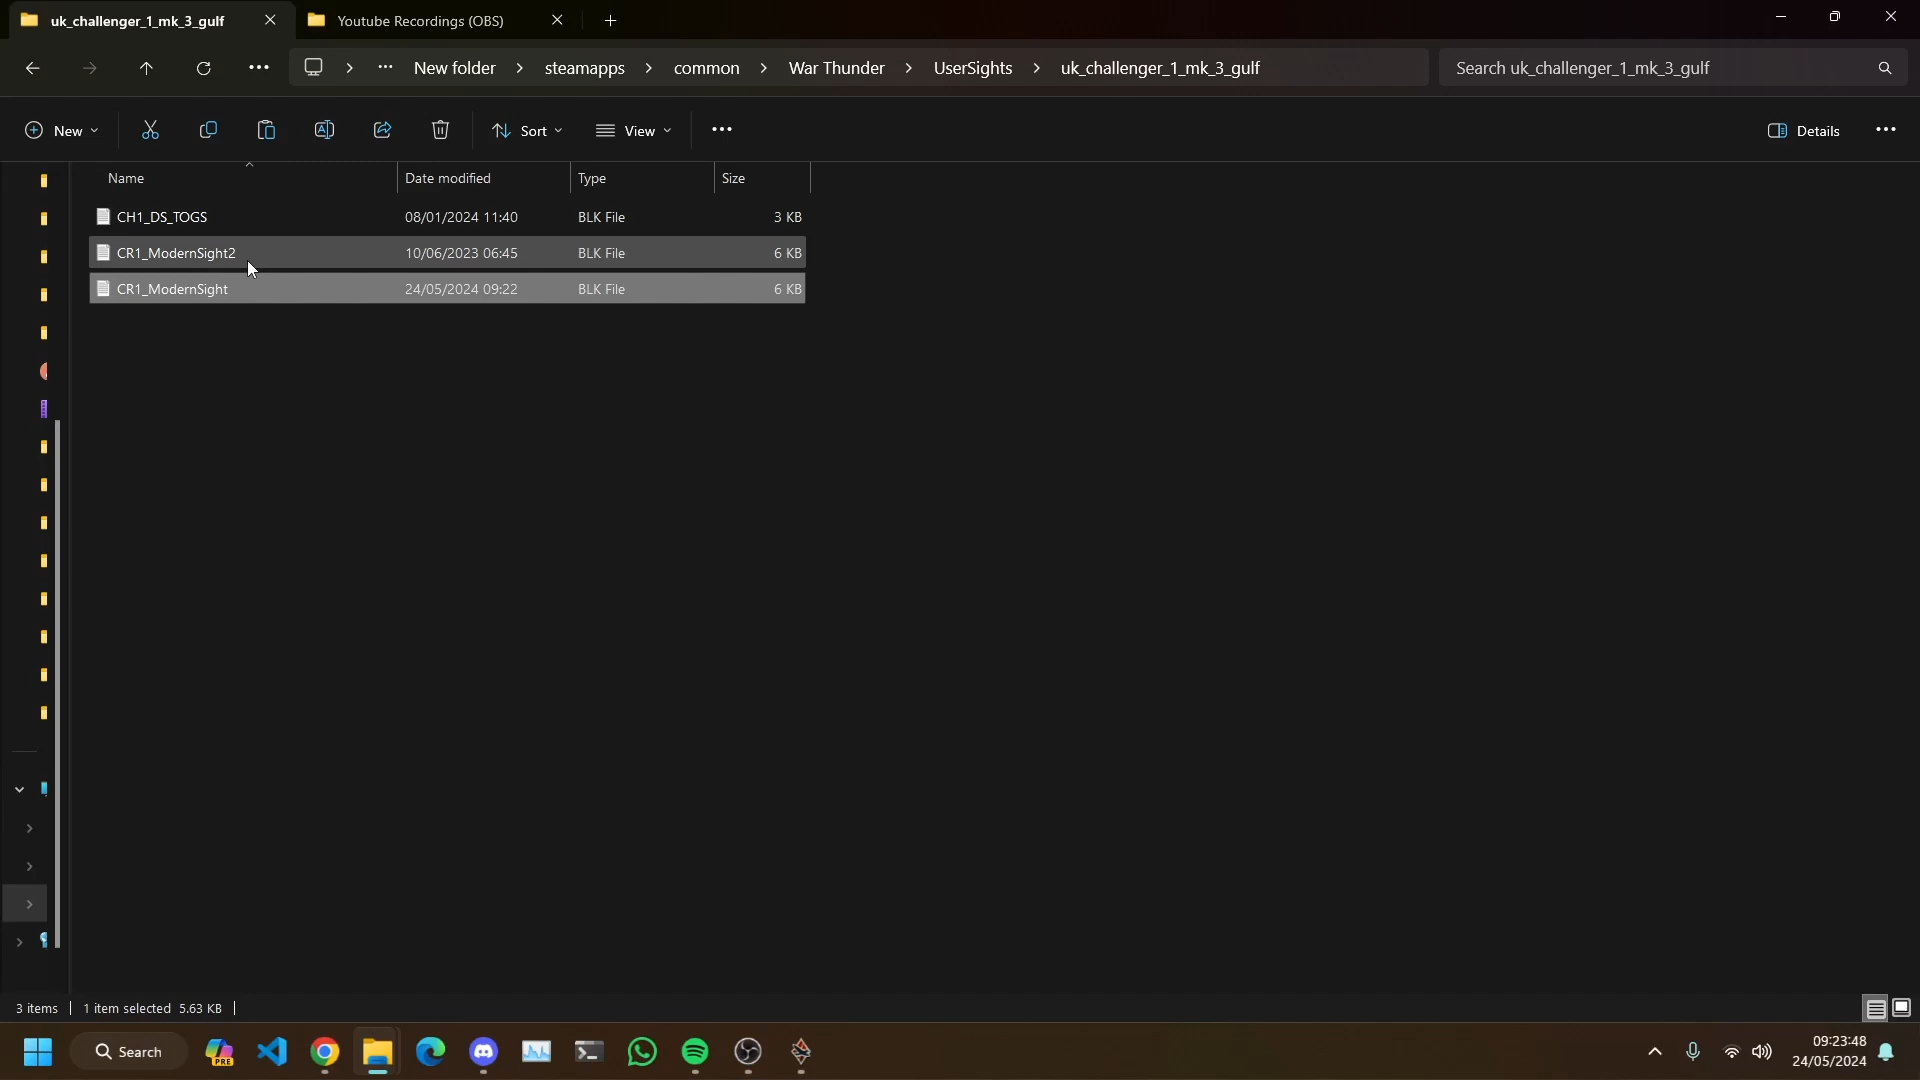 uk_challenger_1_mk_3_gulf
Youtube Recordings (OBS)
New folder > steamapps > common > War Thunder > UserSights > uk_challenger_1_mk_3_gulf
Search uk_challenger_1_mk_3_gulf
New
Sort
View
Details
Name Date modified Type Size
CH1_DS_TOGS 08/01/2024 11:40 BLK File 3 KB
CR1_ModernSight2 10/06/2023 06:45 BLK File 6 KB
CR1_ModernSight 24/05/2024 09:22 BLK File 6 KB
3 items 1 item selected 5.63 KB
Search
PRE
09:23:48
24/05/2024